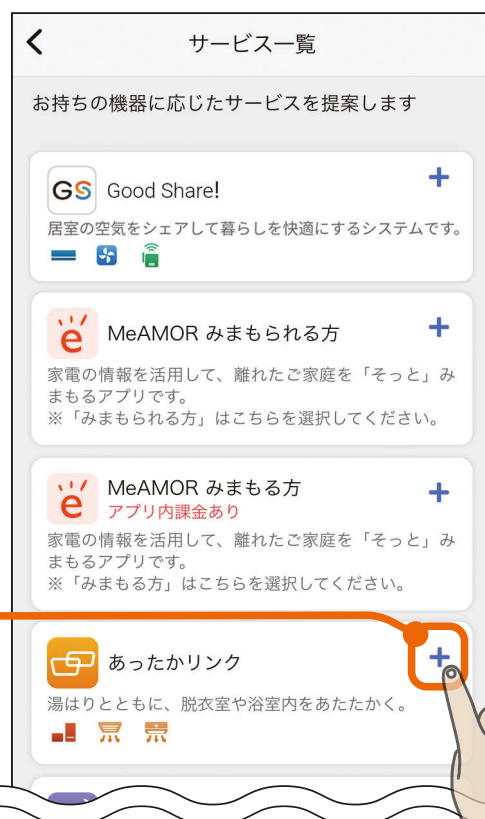 サービス一覧
お持ちの機器に応じたサービスを提案します
GS Good Share!
居室の空気をシェアして暮らしを快適にするシステムです。
MeAMOR みまもられる方
家電の情報を活用して、離れたご家庭を「そっと」み
まもるアプリです。
※「みまもられる方」はこちらを選択してください。
MeAMOR みまもる方
アプリ内課金あり
家電の情報を活用して、離れたご家庭を「そっと」み
まもるアプリです。
※「みまもる方」はこちらを選択してください。
あったかリンク
湯はりとともに、脱衣室や浴室内をあたたかく。